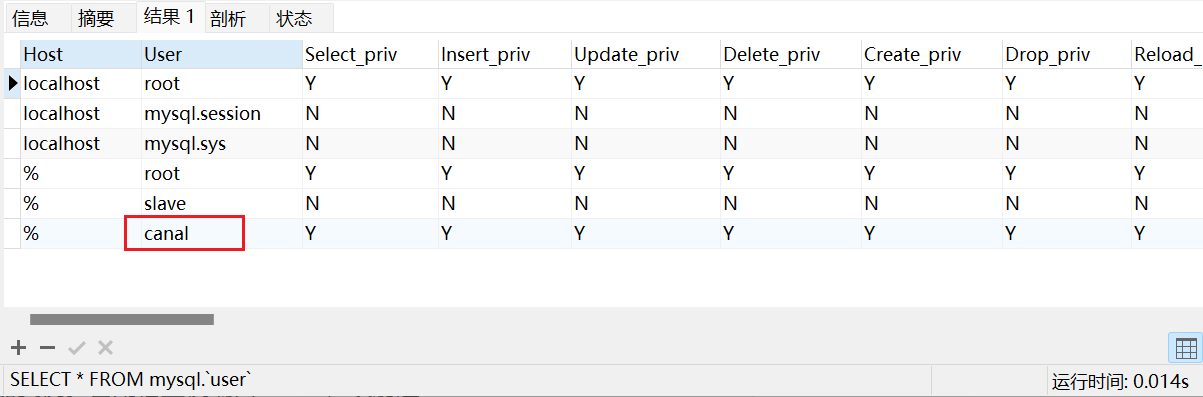 信息 摘要 结果 1 剖析 状态
Host User Select_priv Insert_priv Update_priv Delete_priv Create_priv Drop_priv Reload_
localhost root Y Y Y Y Y Y Y
localhost mysql.session N N N N N N N
localhost mysql.sys N N N N N N N
% root Y Y Y Y Y Y Y
% slave N N N N N N N
% canal Y Y Y Y Y Y Y
SELECT * FROM mysql.`user` 运行时间: 0.014s